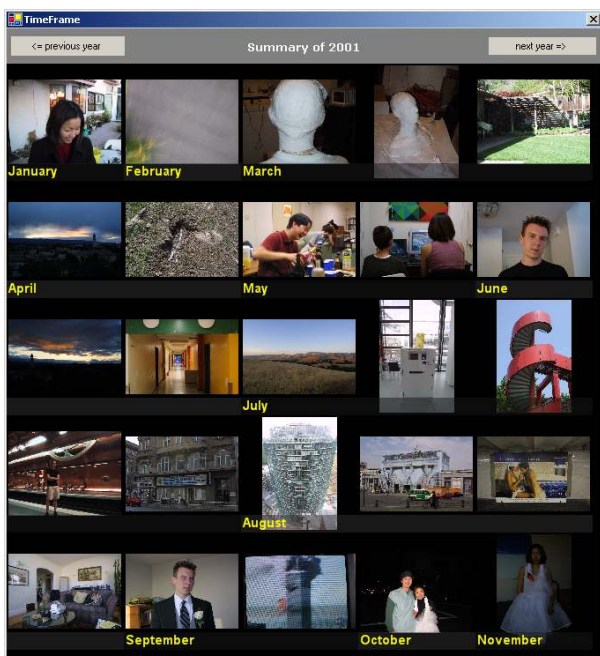 TimeFrame
<= previous year
Summary of 2001
next year =>
January
February
March
April
May
June
July
August
September
October
November